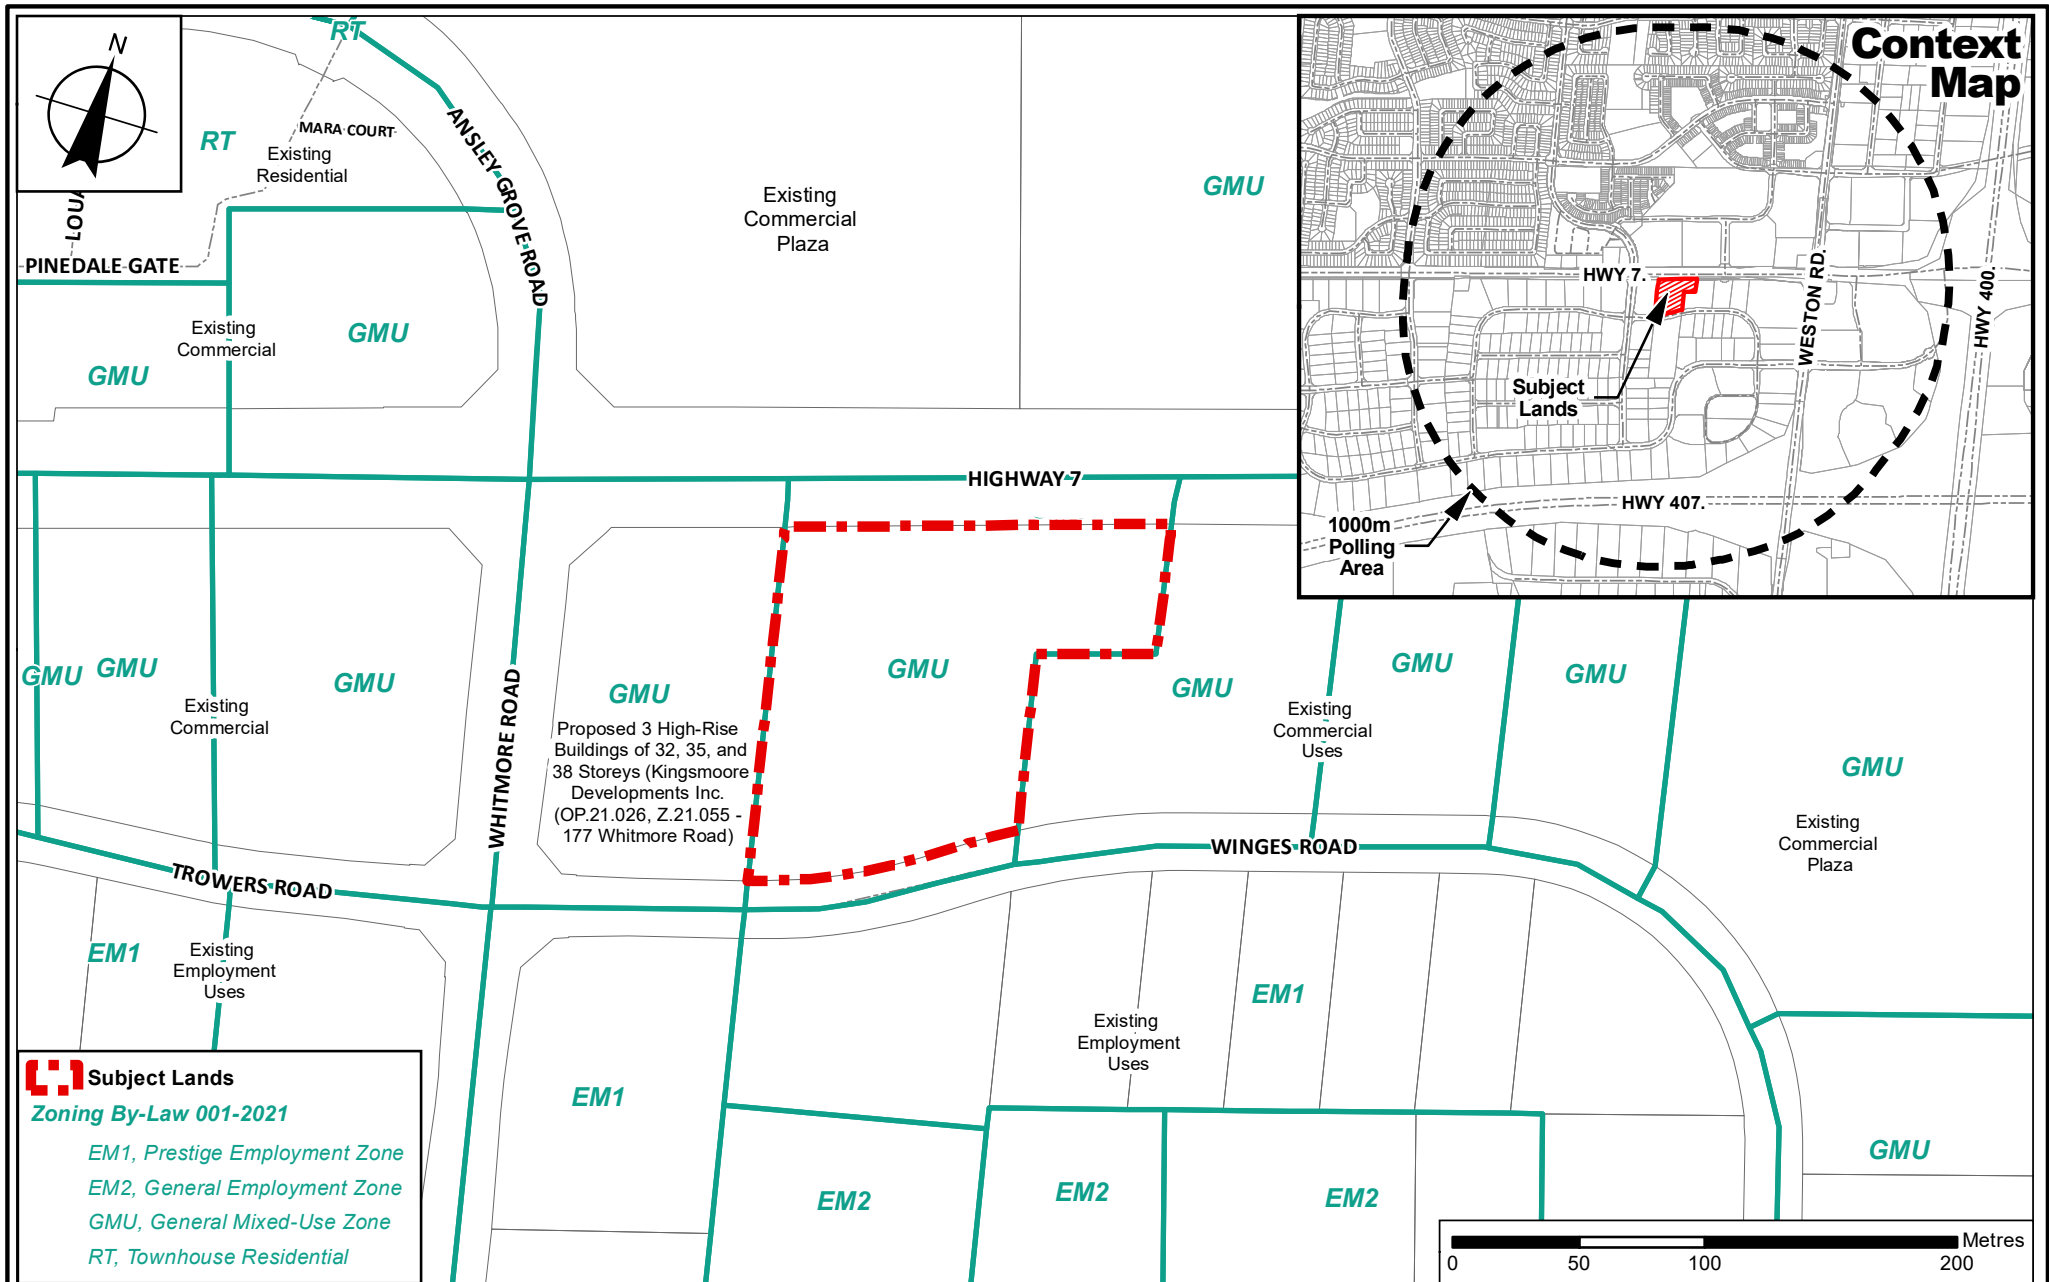 N
RT
RT
MARA COURT
Existing
Residential
ANSLEY GROVE ROAD
Existing
Commercial
Plaza
GMU
PINEDALE GATE
Existing
Commercial
GMU
GMU
HIGHWAY 7
Context
Map
HWY 7.
WESTON RD.
HWY 400.
Subject
Lands
HWY 407.
1000m
Polling
Area
GMU
GMU
Existing
Commercial
GMU
WHITMORE ROAD
GMU
Proposed 3 High-Rise
Buildings of 32, 35, and
38 Storeys (Kingsmoore
Developments Inc.
(OP.21.026, Z.21.055 -
177 Whitmore Road)
GMU
GMU
Existing
Commercial
Uses
GMU
GMU
GMU
Existing
Commercial
Plaza
WINGES ROAD
TROWERS ROAD
EM1
Existing
Employment
Uses
EM1
Existing
Employment
Uses
EM1
EM2
EM2
EM2
GMU
Subject Lands
Zoning By-Law 001-2021
EM1, Prestige Employment Zone
EM2, General Employment Zone
GMU, General Mixed-Use Zone
RT, Townhouse Residential
Metres
0 50 100 200